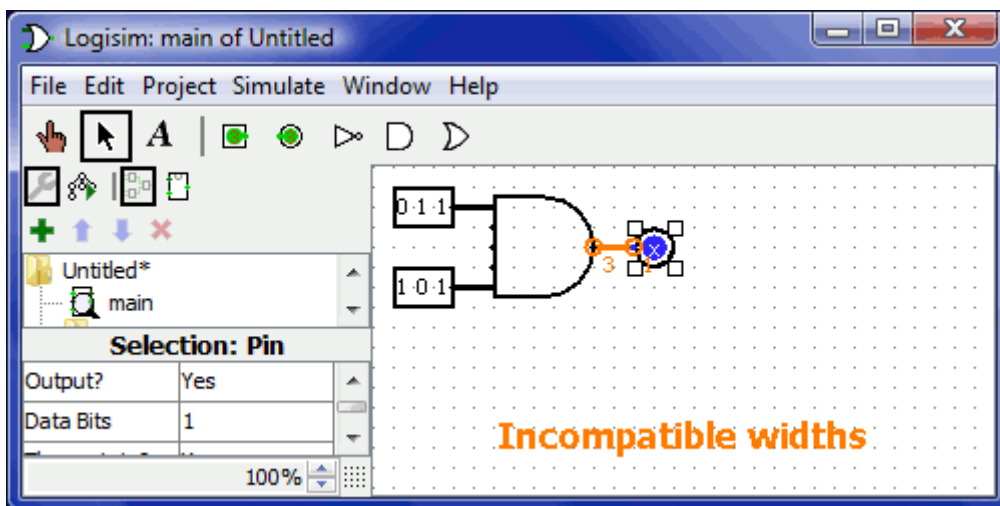 Logisim: main of Untitled
File Edit Project Simulate Window Help
A
Untitled*
main
Selection: Pin
Output? Yes
Data Bits 1
100%
0 1 1
1 0 1
3 1
x
Incompatible widths